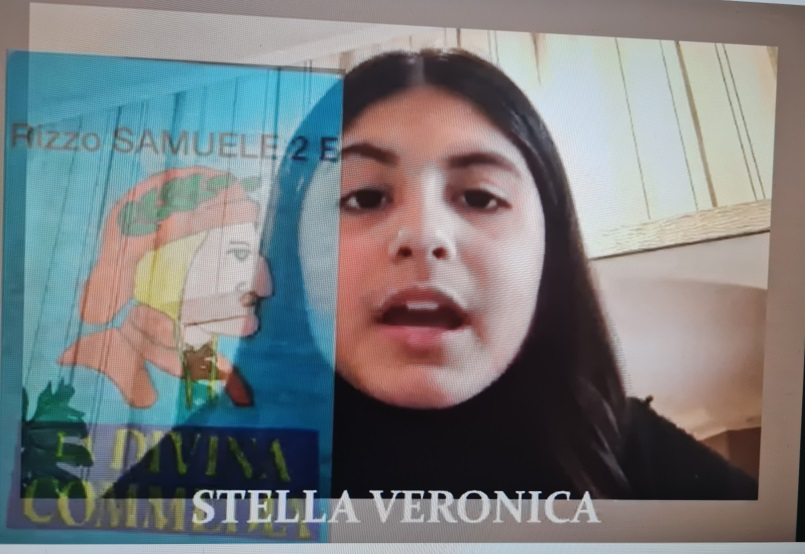 Rizzo SAMUELE 2 E
DIVINA
COMMEDIA
STELLA VERONICA